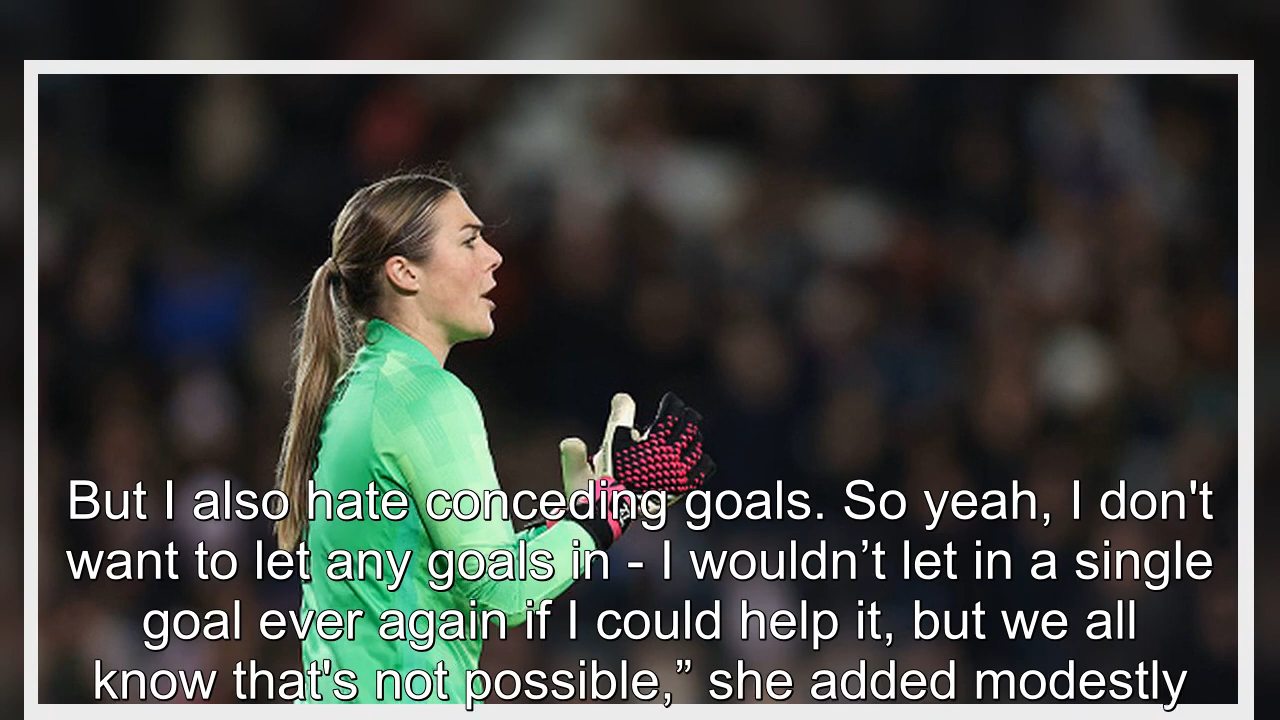 But I also hate conceding goals. So yeah, I don't
want to let any goals in - I wouldn’t let in a single
goal ever again if I could help it, but we all
know that's not possible,” she added modestly